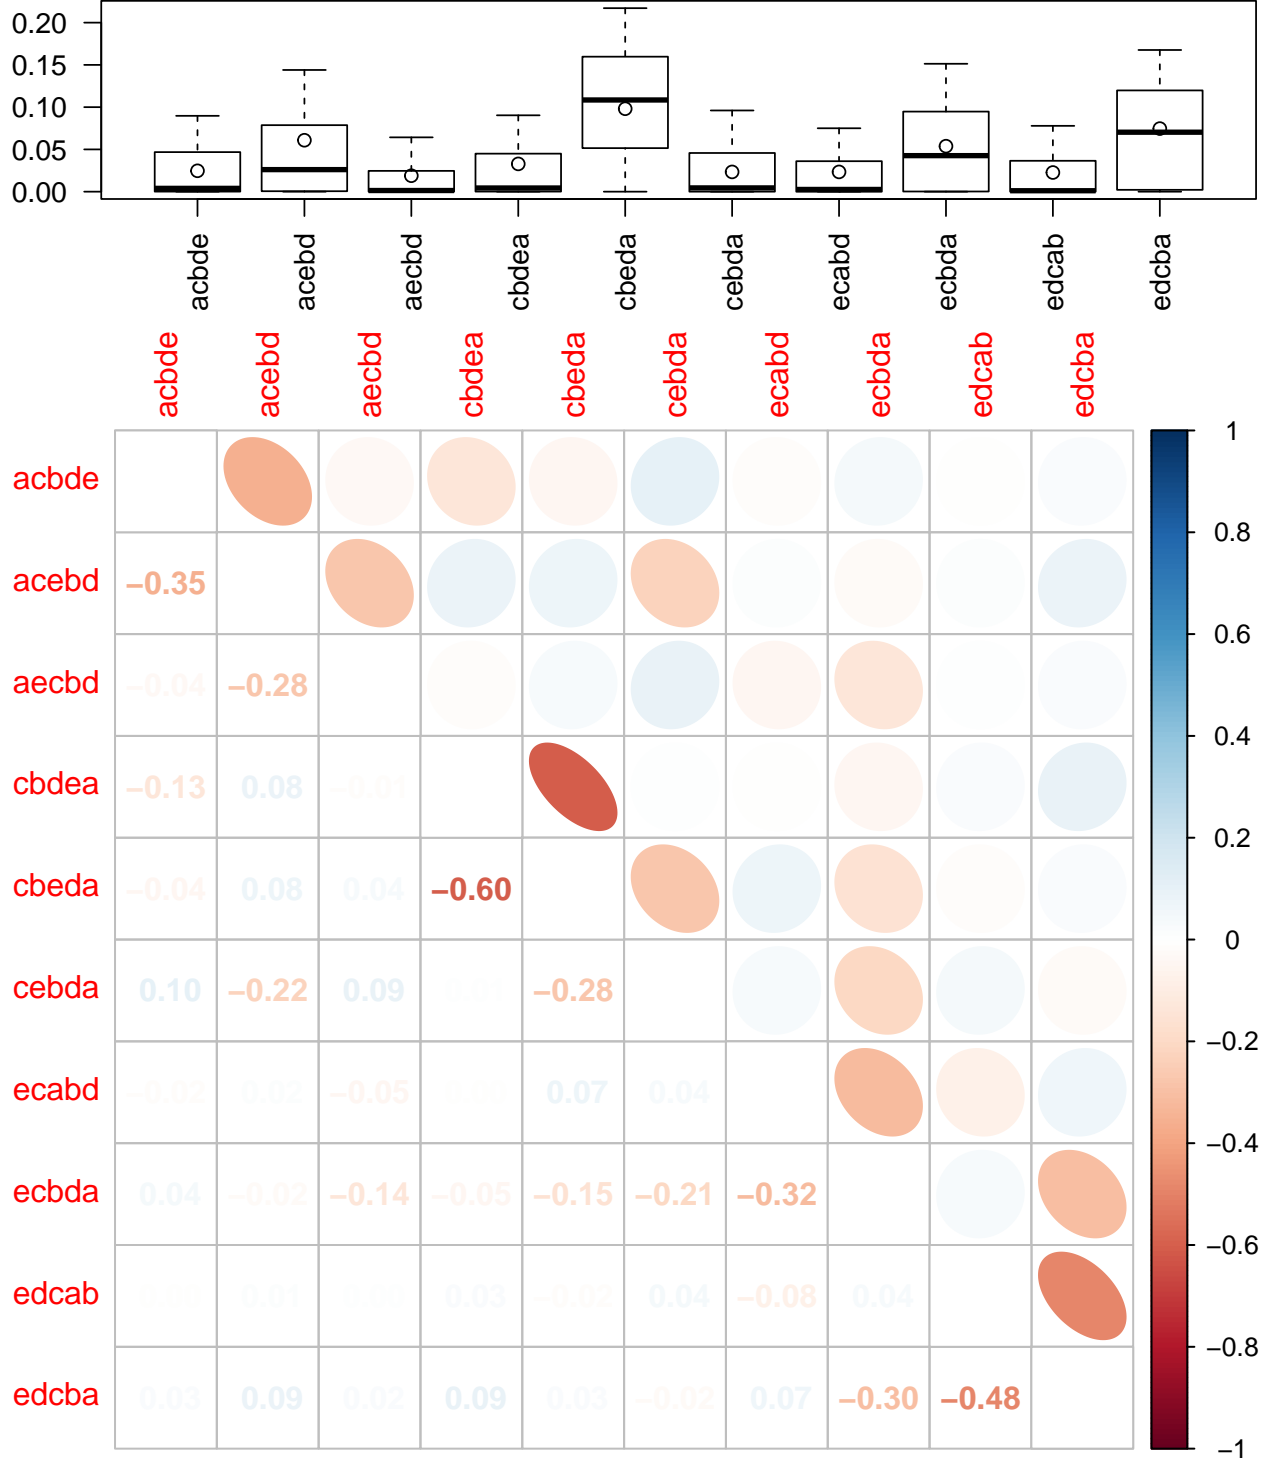 0.20
0.15
0.10
0.05
0.00
acbde acebd aecbd cbdea cbeda cebda ecabd ecbda edcab edcba
acbde acebd aecbd cbdea cbeda cebda ecabd ecbda edcab edcba
acbde
acebd −0.35
aecbd −0.04 −0.28
cbdea −0.13 0.08 −0.01
cbeda −0.04 0.08 0.04 −0.60
cebda 0.10 −0.22 0.09 −0.28
ecabd −0.02 0.02 −0.05 0.07 0.04
ecbda 0.04 −0.02 −0.14 −0.05 −0.15 −0.21 −0.32
edcab 0.01 0.03 −0.02 0.04 −0.08 0.04
edcba 0.03 0.09 0.02 0.09 0.03 −0.02 0.07 −0.30 −0.48
1
0.8
0.6
0.4
0.2
0
−0.2
−0.4
−0.6
−0.8
−1